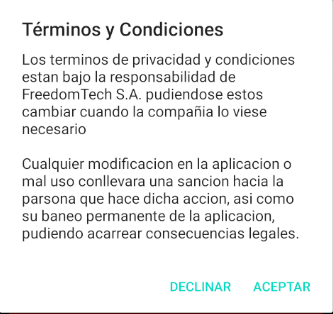 Términos y Condiciones
Los terminos de privacidad y condiciones
estan bajo la responsabilidad de
FreedomTech S.A. pudiendose estos
cambiar cuando la compañia lo viese
necesario
Cualquier modificacion en la aplicacion o
mal uso conllevara una sancion hacia la
parsona que hace dicha accion, asi como
su baneo permanente de la aplicacion,
pudiendo acarrear consecuencias legales.
DECLINAR ACEPTAR